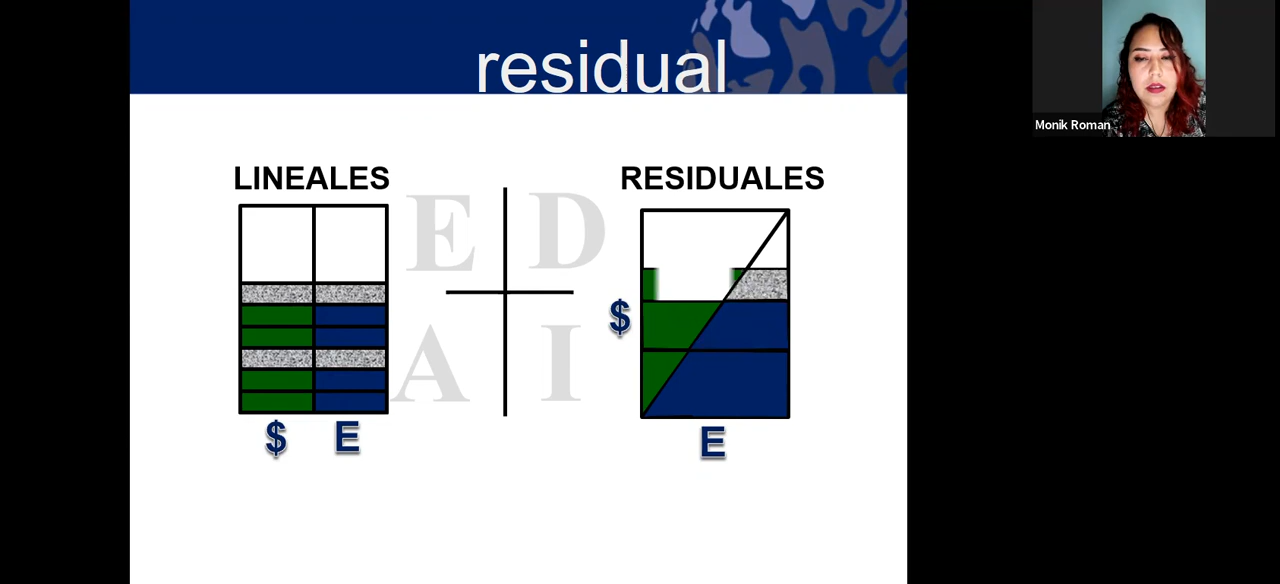 residual
LINEALES
RESIDUALES
E D
A I
$
$ E
E
Monik Roman